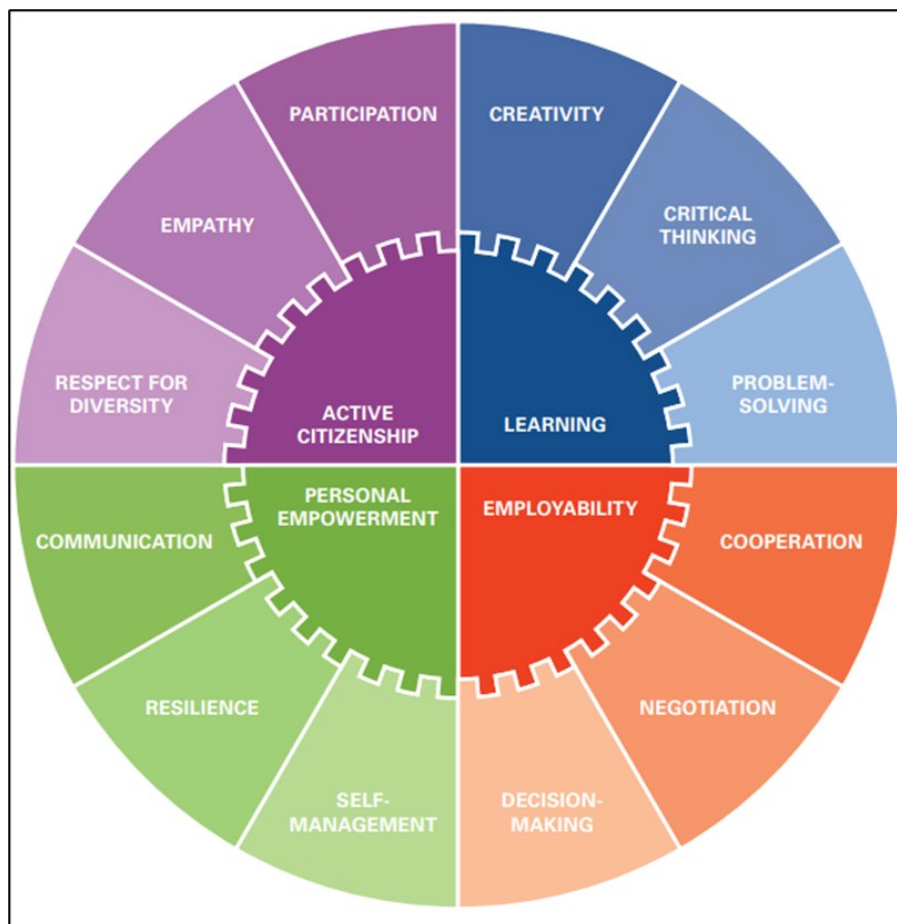 PARTICIPATION
CREATIVITY
EMPATHY
CRITICAL
THINKING
RESPECT FOR
DIVERSITY
PROBLEM-
SOLVING
ACTIVE
CITIZENSHIP
LEARNING
PERSONAL
EMPOWERMENT
EMPLOYABILITY
COMMUNICATION
COOPERATION
RESILIENCE
NEGOTIATION
SELF-
MANAGEMENT
DECISION-
MAKING